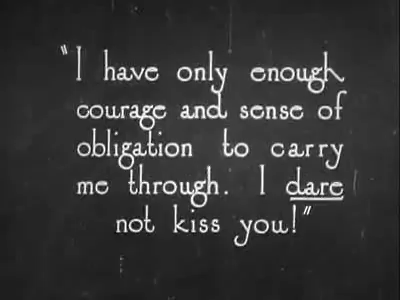 "I have only enough
courage and sense of
obligation to carry
me through. I dare
not kiss you!"